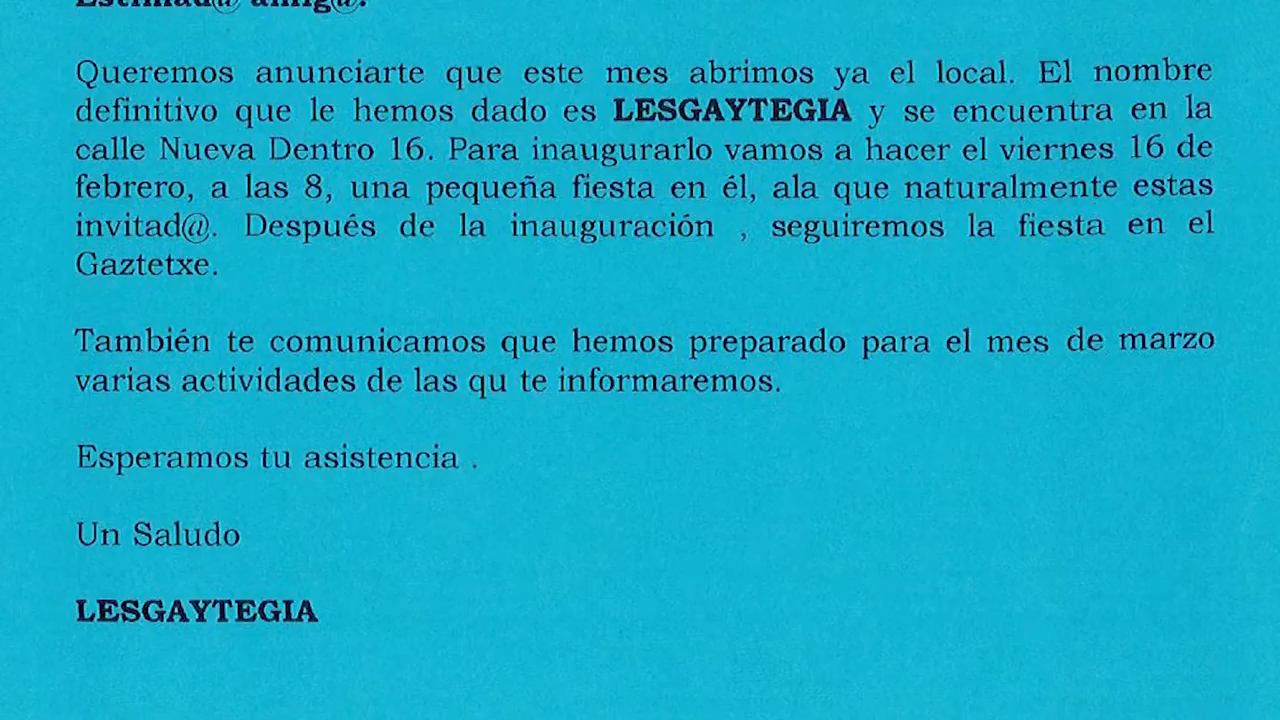 Estimad@ amig@:
Queremos anunciarte que este mes abrimos ya el local. El nombre
definitivo que le hemos dado es LESGAYTEGIA y se encuentra en la
calle Nueva Dentro 16. Para inaugurarlo vamos a hacer el viernes 16 de
febrero, a las 8, una pequeña fiesta en él, ala que naturalmente estas
invitad@. Después de la inauguración , seguiremos la fiesta en el
Gaztetxe.
También te comunicamos que hemos preparado para el mes de marzo
varias actividades de las qu te informaremos.
Esperamos tu asistencia .
Un Saludo
LESGAYTEGIA